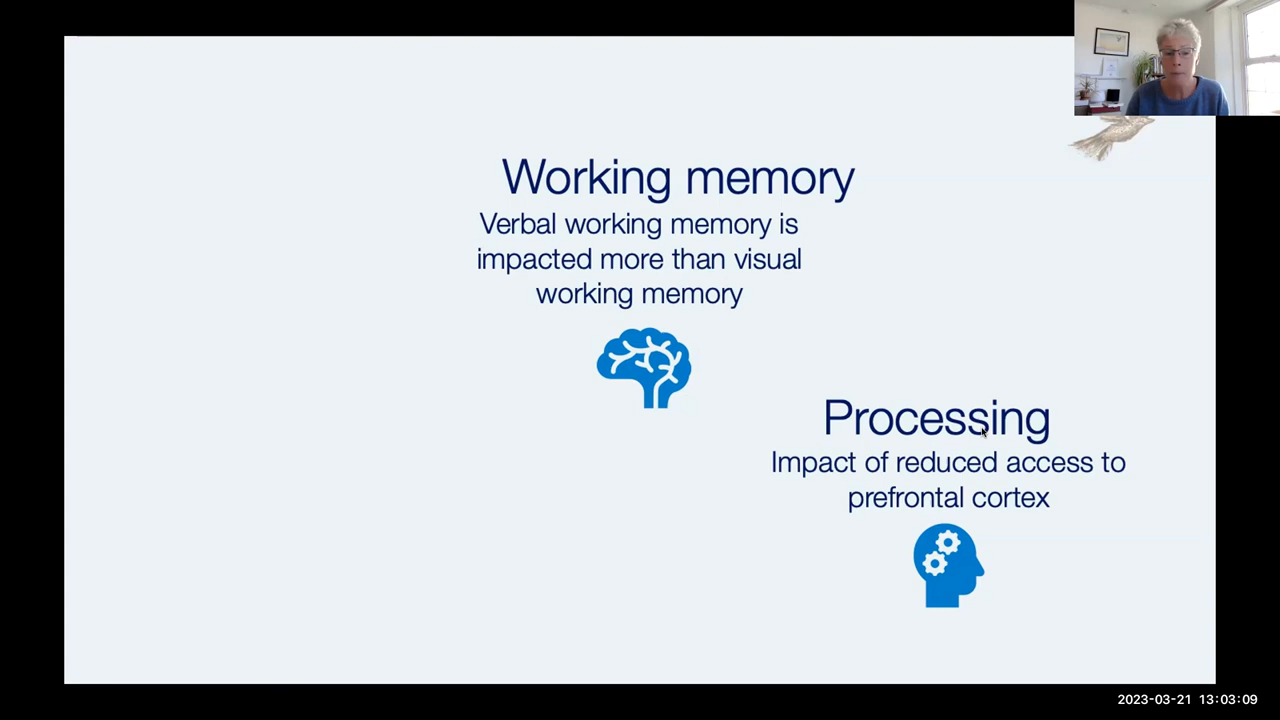 Working memory
Verbal working memory is
impacted more than visual
working memory
Processing
Impact of reduced access to
prefrontal cortex
2023-03-21 13:03:09